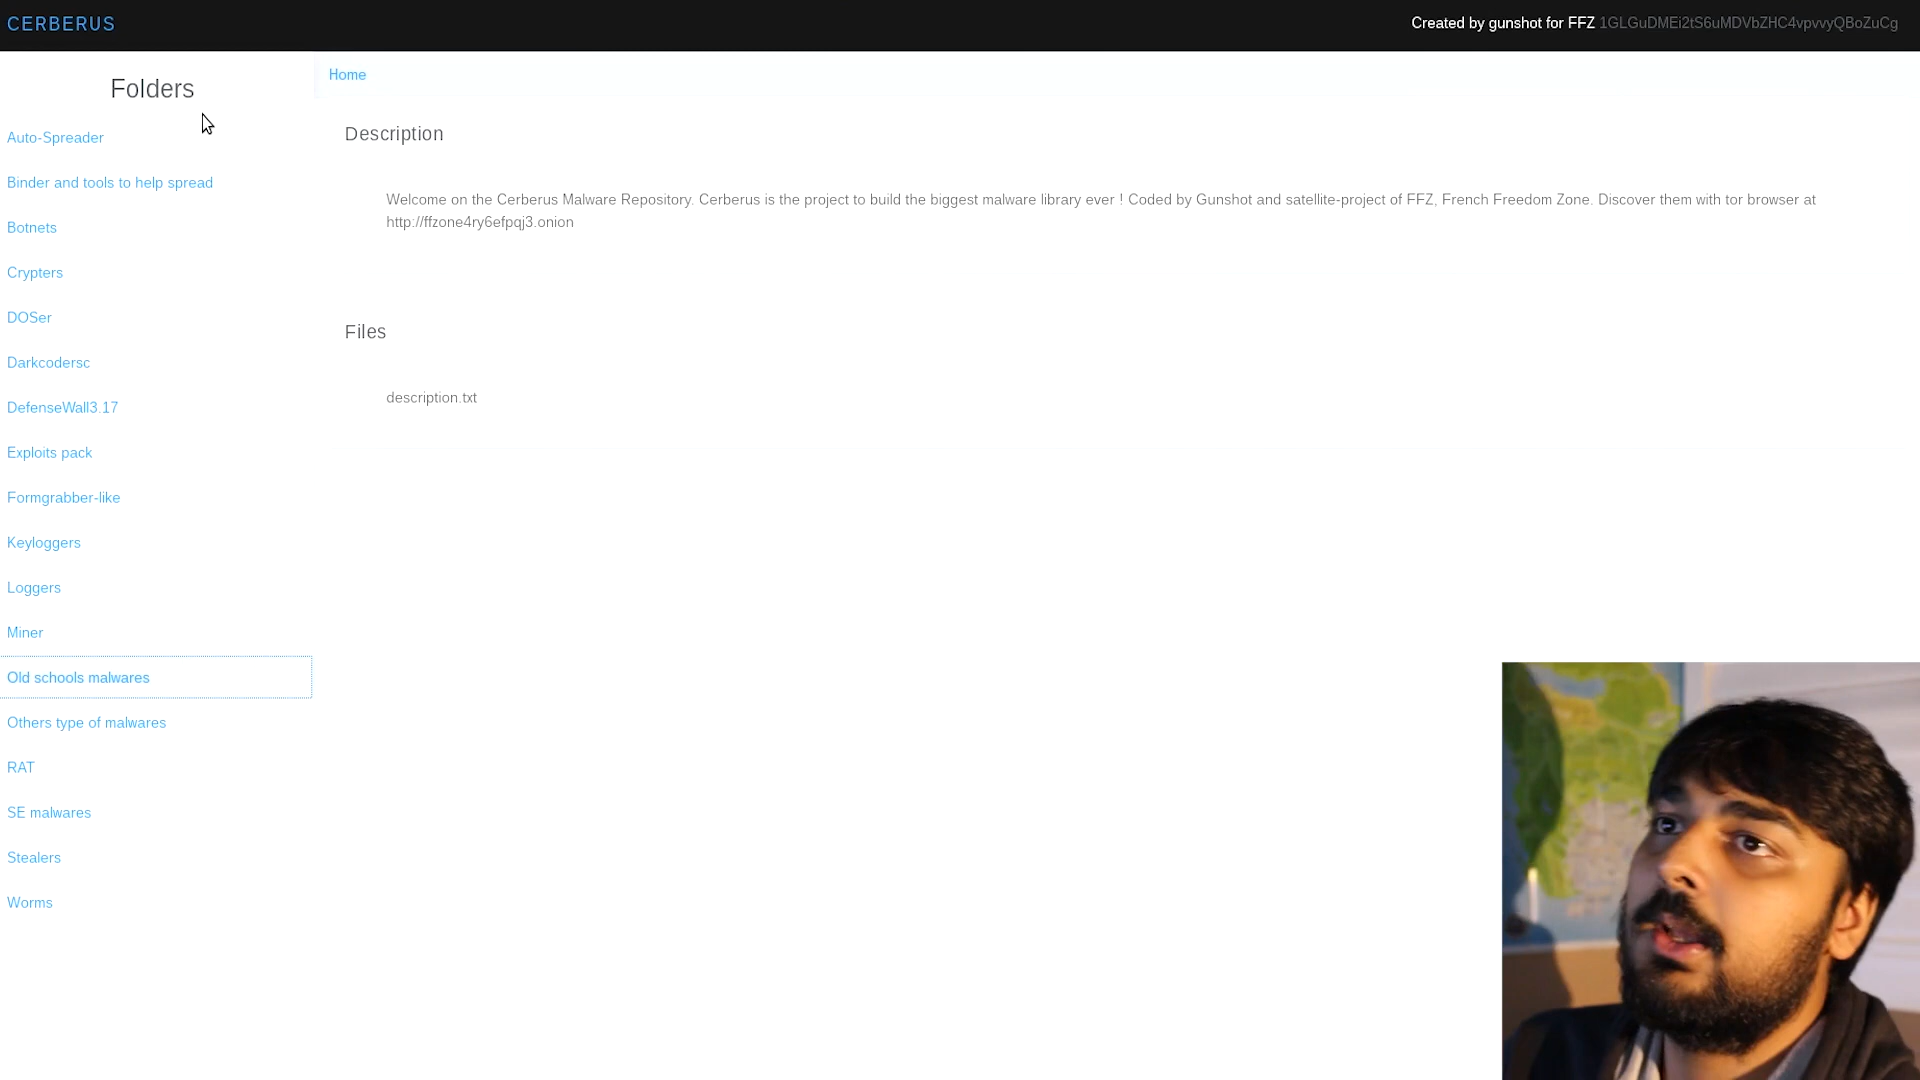 CERBERUS
Created by gunshot for FFZ 1GLGuDMEi2tS6uMDVbZHC4vpvvyQBoZuCg
Folders
Auto-Spreader
Binder and tools to help spread
Botnets
Crypters
DOSer
Darkcodersc
DefenseWall3.17
Exploits pack
Formgrabber-like
Keyloggers
Loggers
Miner
Old schools malwares
Others type of malwares
RAT
SE malwares
Stealers
Worms
Home
Description
Welcome on the Cerberus Malware Repository. Cerberus is the project to build the biggest malware library ever ! Coded by Gunshot and satellite-project of FFZ, French Freedom Zone. Discover them with tor browser at
http://ffzone4ry6efpqj3.onion
Files
description.txt